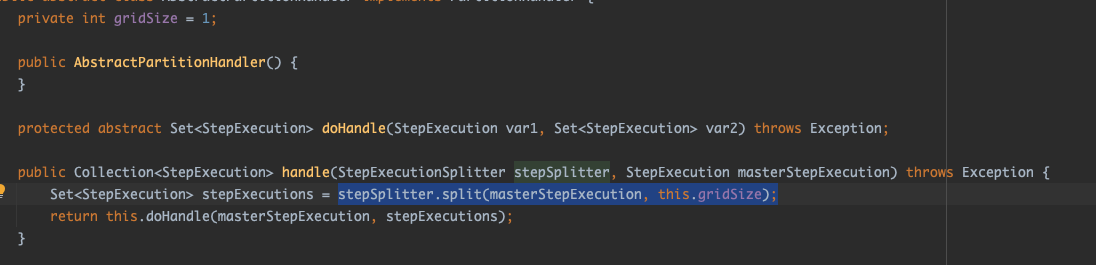 private int gridSize = 1;
public AbstractPartitionHandler() {
}
protected abstract Set<StepExecution> doHandle(StepExecution var1, Set<StepExecution> var2) throws Exception;
public Collection<StepExecution> handle(StepExecutionSplitter stepSplitter, StepExecution masterStepExecution) throws Exception {
Set<StepExecution> stepExecutions = stepSplitter.split(masterStepExecution, this.gridSize);
return this.doHandle(masterStepExecution, stepExecutions);
}